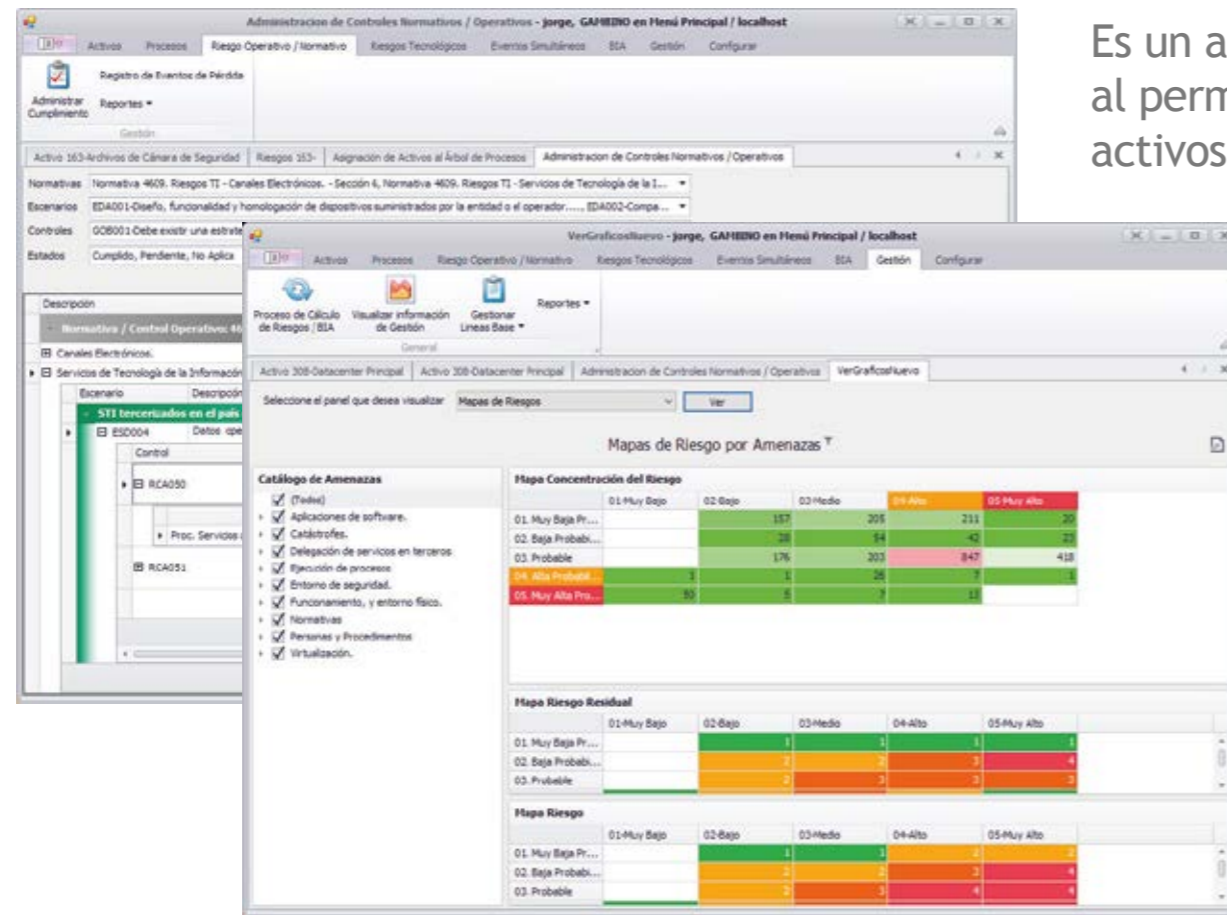 Administracion de Controles Normativos / Operativos - jorge, GAMBINO en Menú Principal / localhost
Activos Procesos Riesgo Operativo / Normativo Riesgos Tecnológicos Eventos Simultáneos BIA Gestión Configurar
Registro de Eventos de Pérdida
Administrar Cumplimiento
Reportes
Gestión
Activo 163-Archivos de Cámara de Seguridad Riesgos 163- Asignación de Activos al Árbol de Procesos Administracion de Controles Normativos / Operativos
Normativas Normativa 4609. Riesgos TI - Canales Electrónicos. - Sección 6, Normativa 4609. Riesgos TI - Servicios de Tecnología de la I...
Escenarios EDA001-Diseño, funcionalidad y homologación de dispositivos suministrados por la entidad o el operador...., EDA002-Compa...
Controles GOB001-Debe existir una estrate
Estados Cumplido, Pendiente, No Aplica
Descripción
Normativa / Control Operativo: 46
Canales Electrónicos.
Servicios de Tecnología de la Información
Escenario Descripción
STI tercerizados en el país
ESD004 Datos ope
Control
RCA050
Proc. Servicios
RCA051
Es un a
al perm
activos
VerGraficosNuevo - jorge, GAMBINO en Menú Principal / localhost
Activos Procesos Riesgo Operativo / Normativo Riesgos Tecnológicos Eventos Simultáneos BIA Gestión Configurar
Proceso de Cálculo de Riesgos / BIA
Visualizar información de Gestión
Gestionar Lineas Base
Reportes
General
Activo 308-Datacenter Principal Activo 308-Datacenter Principal Administracion de Controles Normativos / Operativos VerGraficosNuevo
Seleccione el panel que desea visualizar Mapas de Riesgos Ver
Mapas de Riesgo por Amenazas
Catálogo de Amenazas
(Todos)
Aplicaciones de software.
Catástrofes.
Delegación de servicios en terceros
Ejecución de procesos
Entorno de seguridad.
Funcionamiento, y entorno físico.
Normativas
Personas y Procedimientos
Virtualización.
Mapa Concentración del Riesgo
01-Muy Bajo 02-Bajo 03-Medio 04-Alto 05-Muy Alto
01. Muy Baja Pr... 157 205 211 20
02. Baja Probabi... 28 54 42 23
03. Probable 176 203 847 418
04. Alta Probabil... 1 26 7 1
05. Muy Alta Pro... 50 7 13
Mapa Riesgo Residual
01-Muy Bajo 02-Bajo 03-Medio 04-Alto 05-Muy Alto
01. Muy Baja Pr... 1 1 1 1
02. Baja Probabi... 2 2 3 4
03. Probable 2 3 3 3
Mapa Riesgo
01-Muy Bajo 02-Bajo 03-Medio 04-Alto 05-Muy Alto
01. Muy Baja Pr... 1 1 2 2
02. Baja Probabi... 2 2 3 4
03. Probable 2 3 4 4